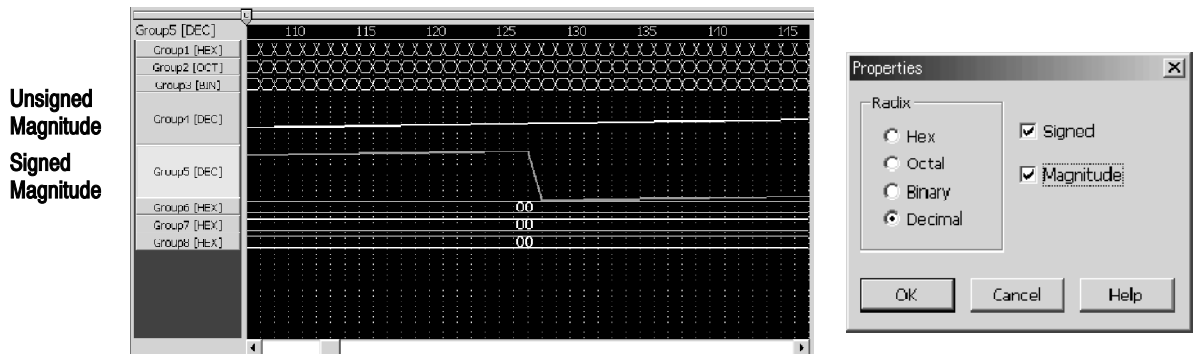 Group5 [DEC]
110 115 120 125 130 135 140 145
Group1 [HEX]
Group2 [OCT]
Group3 [BIN]
Unsigned
Magnitude
Group4 [DEC]
Signed
Magnitude
Group5 [DEC]
Group6 [HEX] 00
Group7 [HEX] 00
Group8 [HEX] 00
Properties
Radix
Hex
Octal
Binary
Decimal
Signed
Magnitude
OK Cancel Help